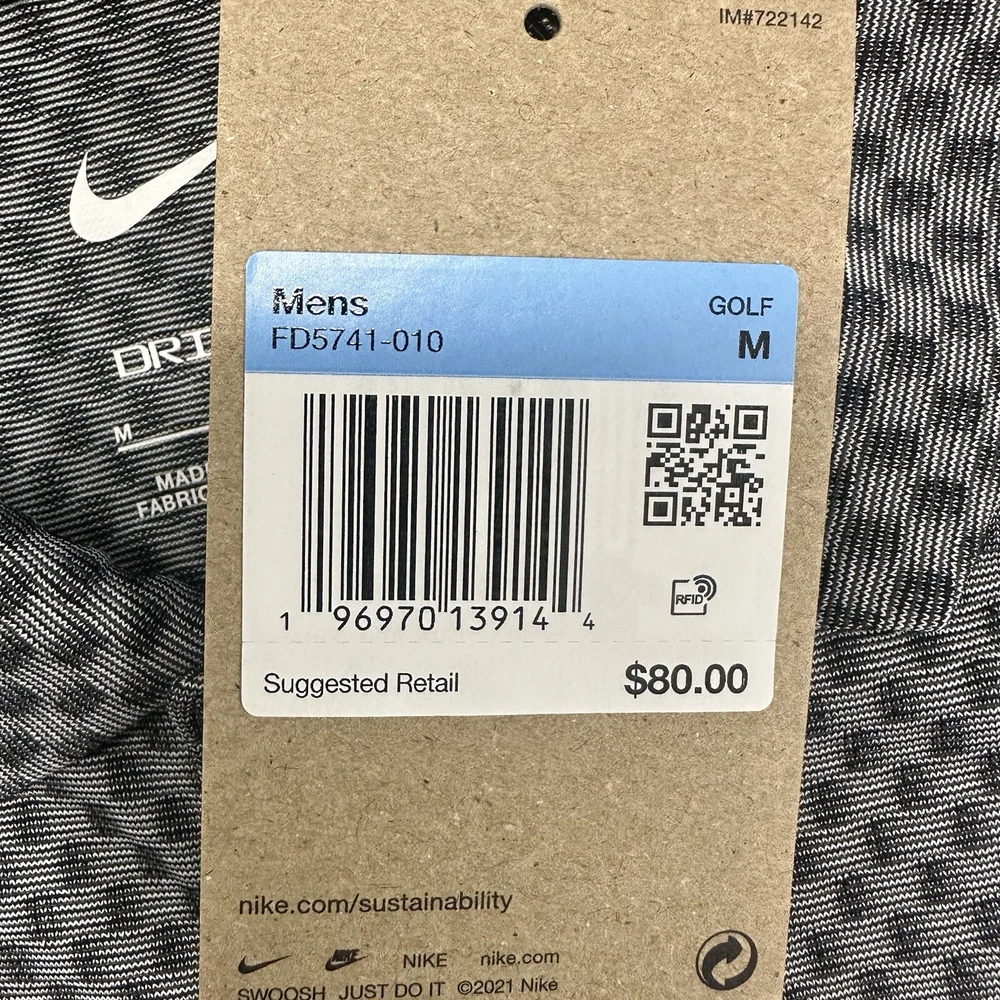 IM#722142
Mens
GOLF
FD5741-010
M
DRI
M
MADE
FABRIC
1 96970 13914 4
RFID
Suggested Retail $80.00
nike.com/sustainability
NIKE NIKE nike.com
SWOOSH JUST DO IT ©2021 Nike